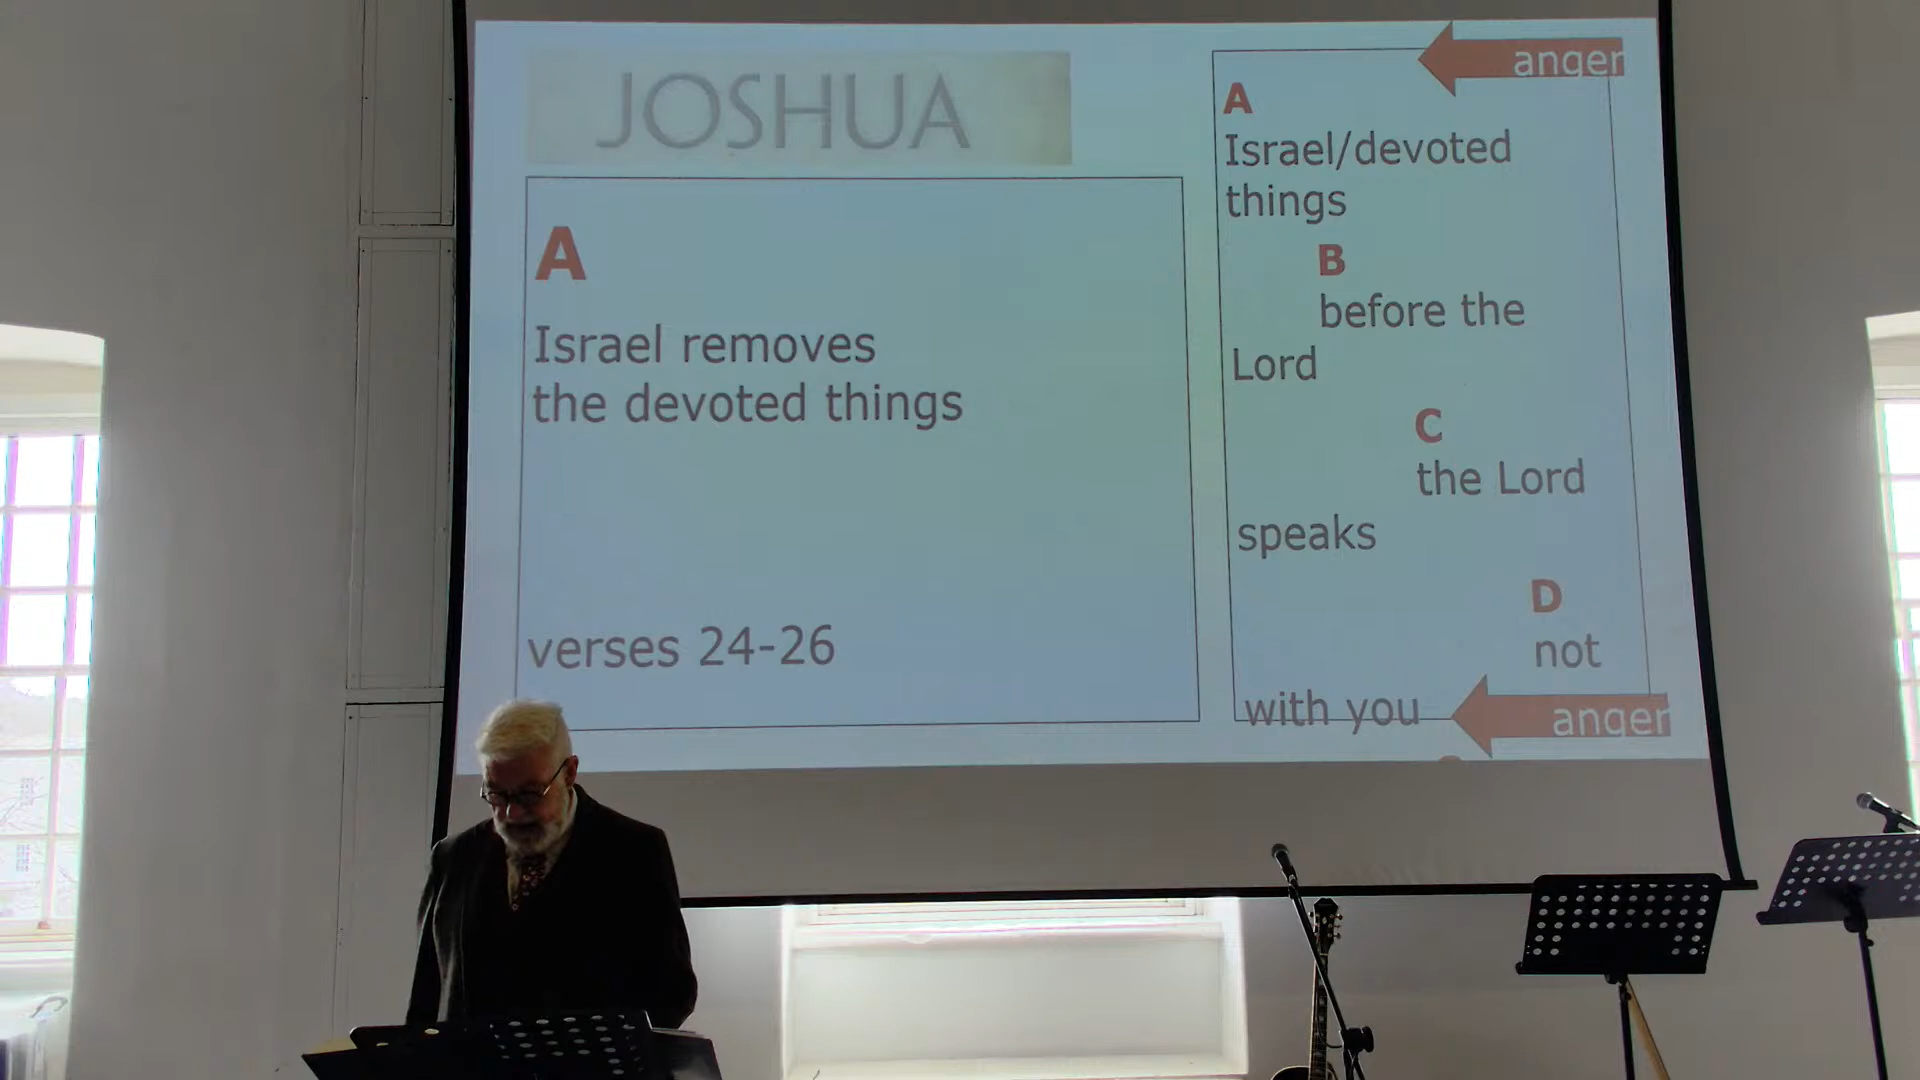 JOSHUA
A
Israel removes
the devoted things
verses 24-26
anger
A
Israel/devoted
things
B
before the
Lord
C
the Lord
speaks
D
not
with you
anger